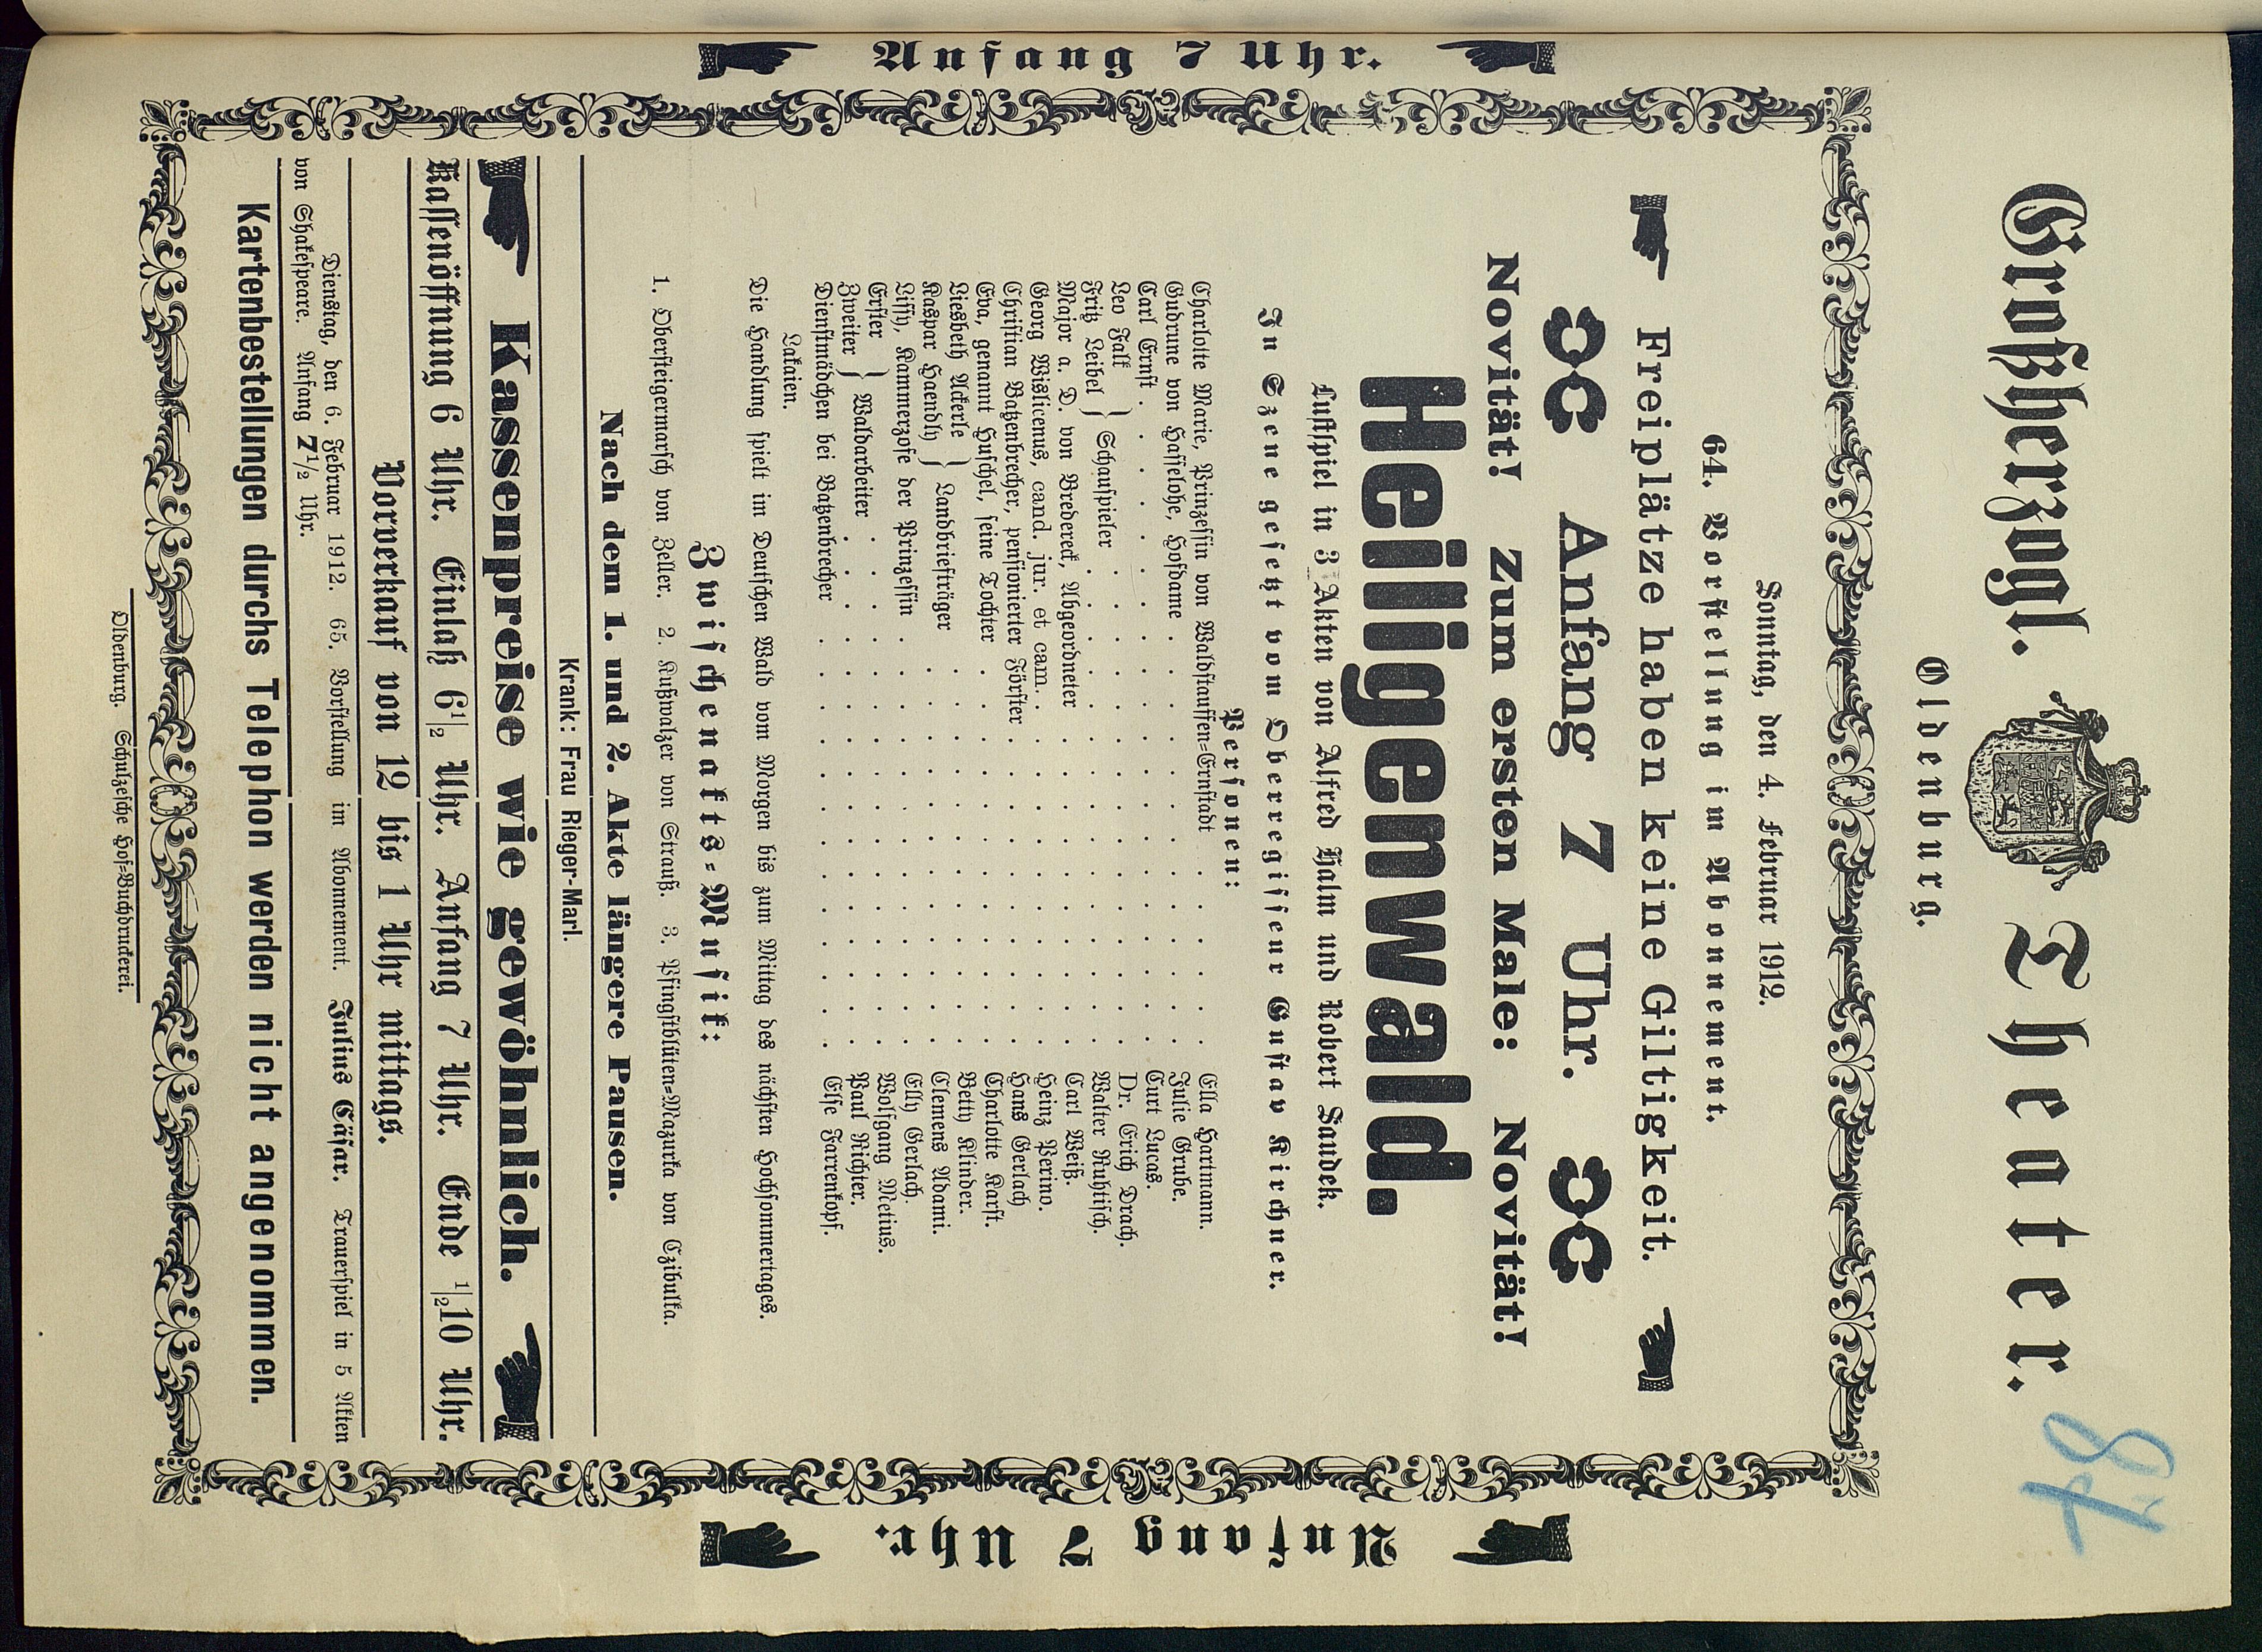 Großherzogl. Theater.
Oldenburg.
Sonntag, den 4. Februar 1912.
64. Vorstellung im Abonnement.
Freiplätze haben keine Giltigkeit.
Anfang 7 Uhr.
Novität! Zum ersten Male: Novität!
Heiligenwald.
Lustspiel in 3 Akten von Alfred Halm und Robert Saudek.
In Szene gesetzt vom Oberregisseur Gustav Kirchner.
Personen:
Charlotte Marie, Prinzessin von Waldstauffen-Ernstadt . . . . Ella Hartmann.
Gudrune von Hasselohe, Hofdame . . . . Julie Grube.
Carl Ernst . . . . Curt Lucas.
Leo Falk } Schauspieler . . . . Dr. Erich Drach.
Fritz Leibel } . . . . Walter Ruhtisch.
Major a. D. von Bredereck, Abgeordneter . . . . Carl Weiß.
Georg Wislicenus, cand. jur. et cam. . . . . Heinz Perino.
Christian Batzenbrecher, pensionierter Förster . . . . Hans Gerlach
Eva, genannt Huschel, seine Tochter . . . . Charlotte Karst.
Liesbeth Ackerle } Landbriefträger . . . . Betty Klinder.
Kaspar Haendly } . . . . Clemens Adami.
Lissy, Kammerzofe der Prinzessin . . . . Elly Gerlach.
Erster } Waldarbeiter . . . . Wolfgang Metius.
Zweiter } . . . . Paul Richter.
Dienstmädchen bei Batzenbrecher . . . . Else Farrenkopf.
Lakaien.
Die Handlung spielt im Deutschen Wald vom Morgen bis zum Mittag des nächsten Hochsommertages.
Zwischenakts-Musik:
1. Obersteigermarsch von Zeller. 2. Kußwalzer von Strauß. 3. Pfingstblüten-Mazurka von Czibulka.
Nach dem 1. und 2. Akte längere Pausen.
Krank: Frau Rieger-Marl.
Kassenpreise wie gewöhnlich.
Kassenöffnung 6 Uhr. Einlaß 6½ Uhr. Anfang 7 Uhr. Ende ½10 Uhr.
Vorverkauf von 12 bis 1 Uhr mittags.
Dienstag, den 6. Februar 1912. 65. Vorstellung im Abonnement. Julius Cäsar. Trauerspiel in 5 Akten
von Shakespeare. Anfang 7½ Uhr.
Kartenbestellungen durchs Telephon werden nicht angenommen.
Oldenburg. Schulzesche Hof-Buchdruckerei.
Anfang 7 Uhr.
Anfang 7 Uhr.
78